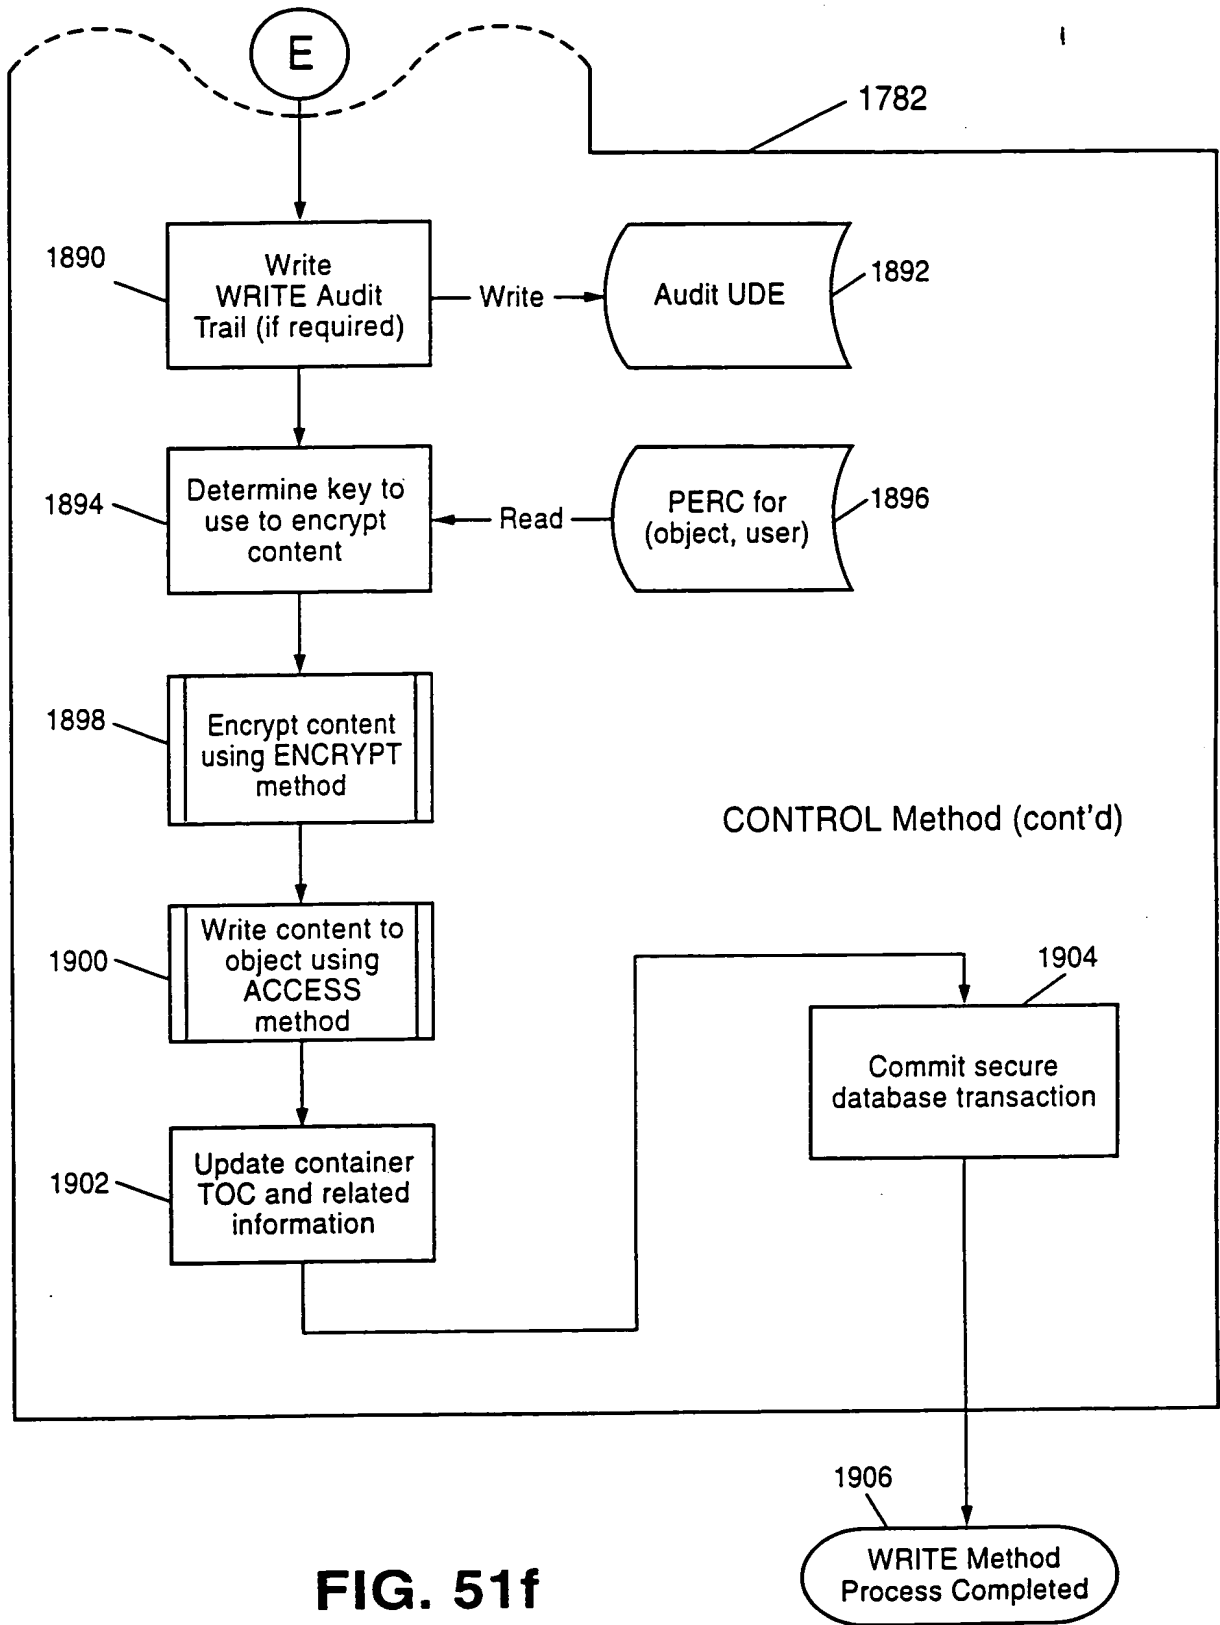 E
1782
1890
Write
WRITE Audit
Trail (if required)
Write
Audit UDE
1892
1894
Determine key to
use to encrypt
content
Read
PERC for
(object, user)
1896
1898
Encrypt content
using ENCRYPT
method
CONTROL Method (cont'd)
1900
Write content to
object using
ACCESS
method
1904
Commit secure
database transaction
1902
Update container
TOC and related
information
1906
WRITE Method
Process Completed
FIG. 51f